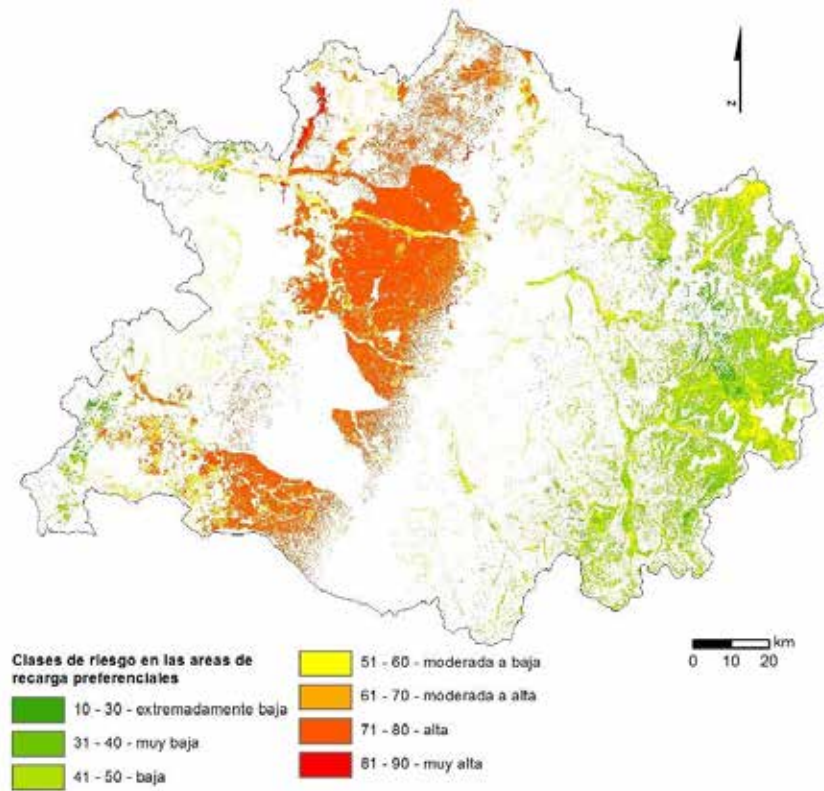 N
km
0 10 20
Clases de riesgo en las areas de
recarga preferenciales
10 - 30 - extremadamente baja
31 - 40 - muy baja
41 - 50 - baja
51 - 60 - moderada a baja
61 - 70 - moderada a alta
71 - 80 - alta
81 - 90 - muy alta